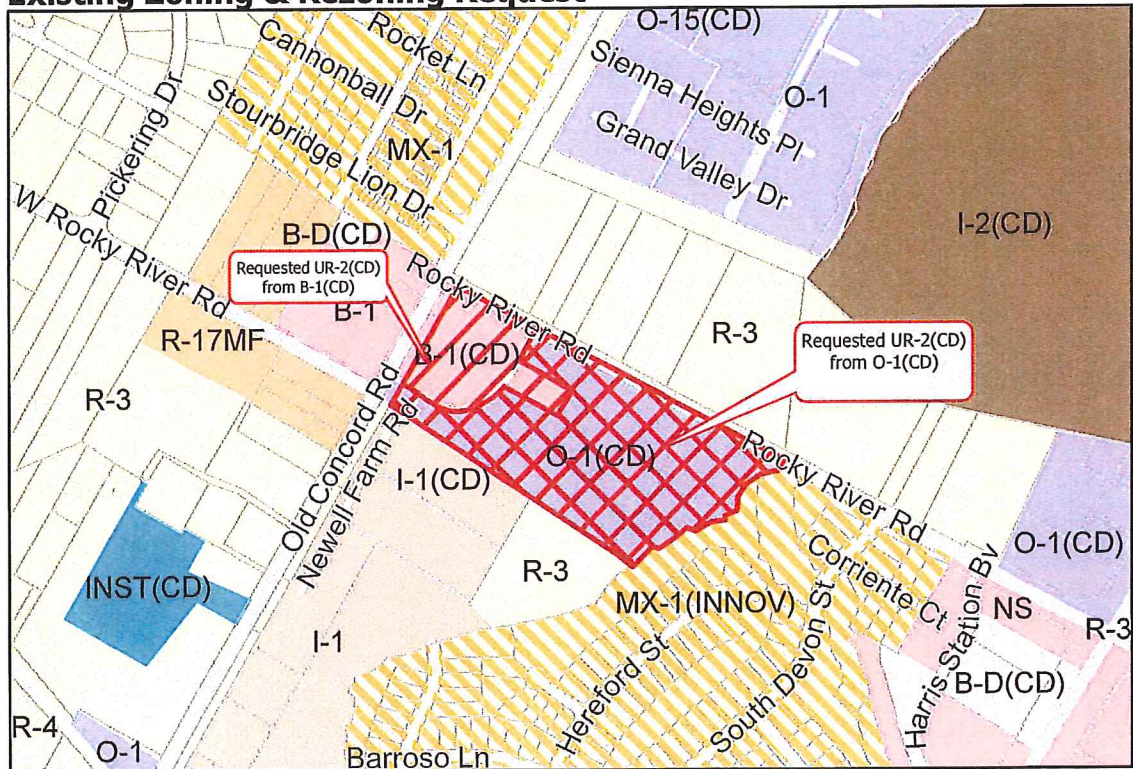 Existing Zoning & Rezoning Request
O-15(CD)
Rocket Ln
Cannonball Dr
Sienna Heights Pl
O-1
Pickering Dr
Stourbridge Lion Dr
MX-1
Grand Valley Dr
W Rocky River Rd
B-D(CD)
I-2(CD)
Requested UR-2(CD)
from B-1(CD)
Rocky River Rd
B-1
R-17MF
B-1(CD)
R-3
Requested UR-2(CD)
from O-1(CD)
R-3
Old Concord Rd
Newell Farm Rd
I-1(CD)
O-1(CD)
Rocky River Rd
R-3
O-1(CD)
INST(CD)
Corriente Ct
MX-1(INNOV)
NS
R-3
I-1
Hereford St
South Devon St
Harris Station Bv
B-D(CD)
R-4
O-1
Barroso Ln